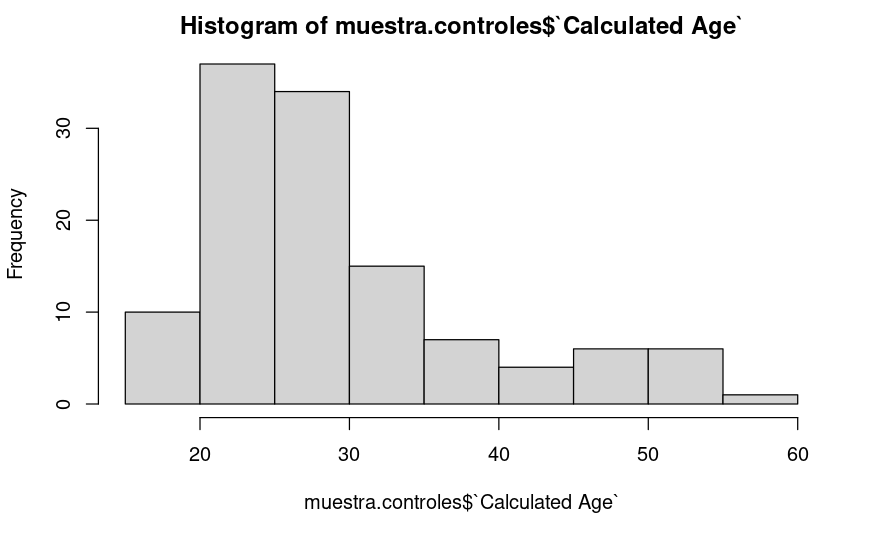 Histogram of muestra.controles$`Calculated Age`
Frequency
30
20
10
0
20 30 40 50 60
muestra.controles$`Calculated Age`